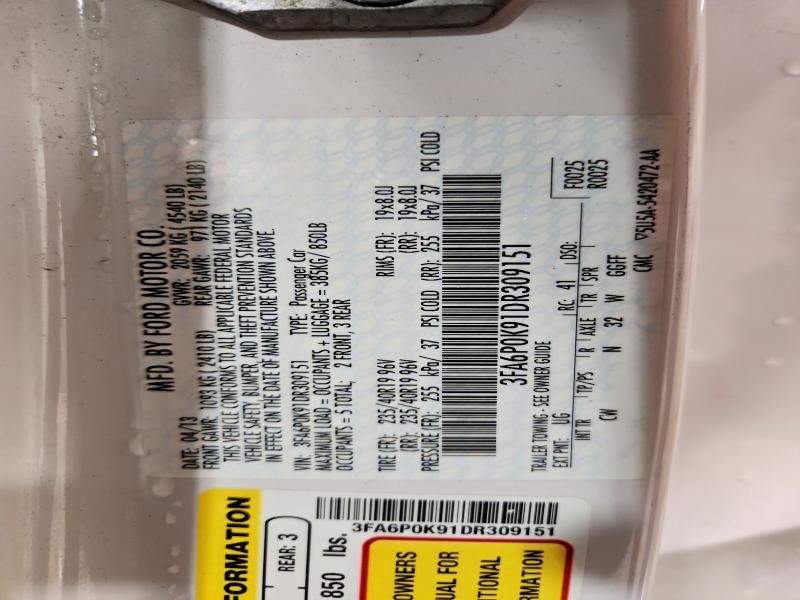 MFD. BY FORD MOTOR CO.
DATE: 04/13 GVWR: 2059 KG (4540 LB)
FRONT GAWR: 1093 KG (2410 LB) REAR GAWR: 971 KG (2140 LB)
THIS VEHICLE CONFORMS TO ALL APPLICABLE FEDERAL MOTOR
VEHICLE SAFETY, BUMPER, AND THEFT PREVENTION STANDARDS
IN EFFECT ON THE DATE OF MANUFACTURE SHOWN ABOVE.
VIN: 3FA6P0K91DR309151 TYPE: Passenger Car
MAXIMUM LOAD = OCCUPANTS + LUGGAGE = 385KG/ 850LB
OCCUPANTS = 5 TOTAL; 2 FRONT, 3 REAR
TIRE (FR): 235/40R19 96V RIMS (FR): 19x8.0J
(RR): 235/40R19 96V (RR): 19x8.0J
PRESSURE (FR): 255 kPa/ 37 PSI COLD (RR): 255 kPa/ 37 PSI COLD
3FA6P0K91DR309151
TRAILER TOWING - SEE OWNER GUIDE
F0025
EXT PNT: UG RC: 41 DSO: R0025
INT TR TP/PS R AXLE TR SPR
CW N 32 W GGFF
CMC ▽5U5A-5420472-AA
FORMATION
REAR: 3
850 lbs.
3FA6P0K91DR309151
OWNERS
UAL FOR
ITIONAL
RMATION